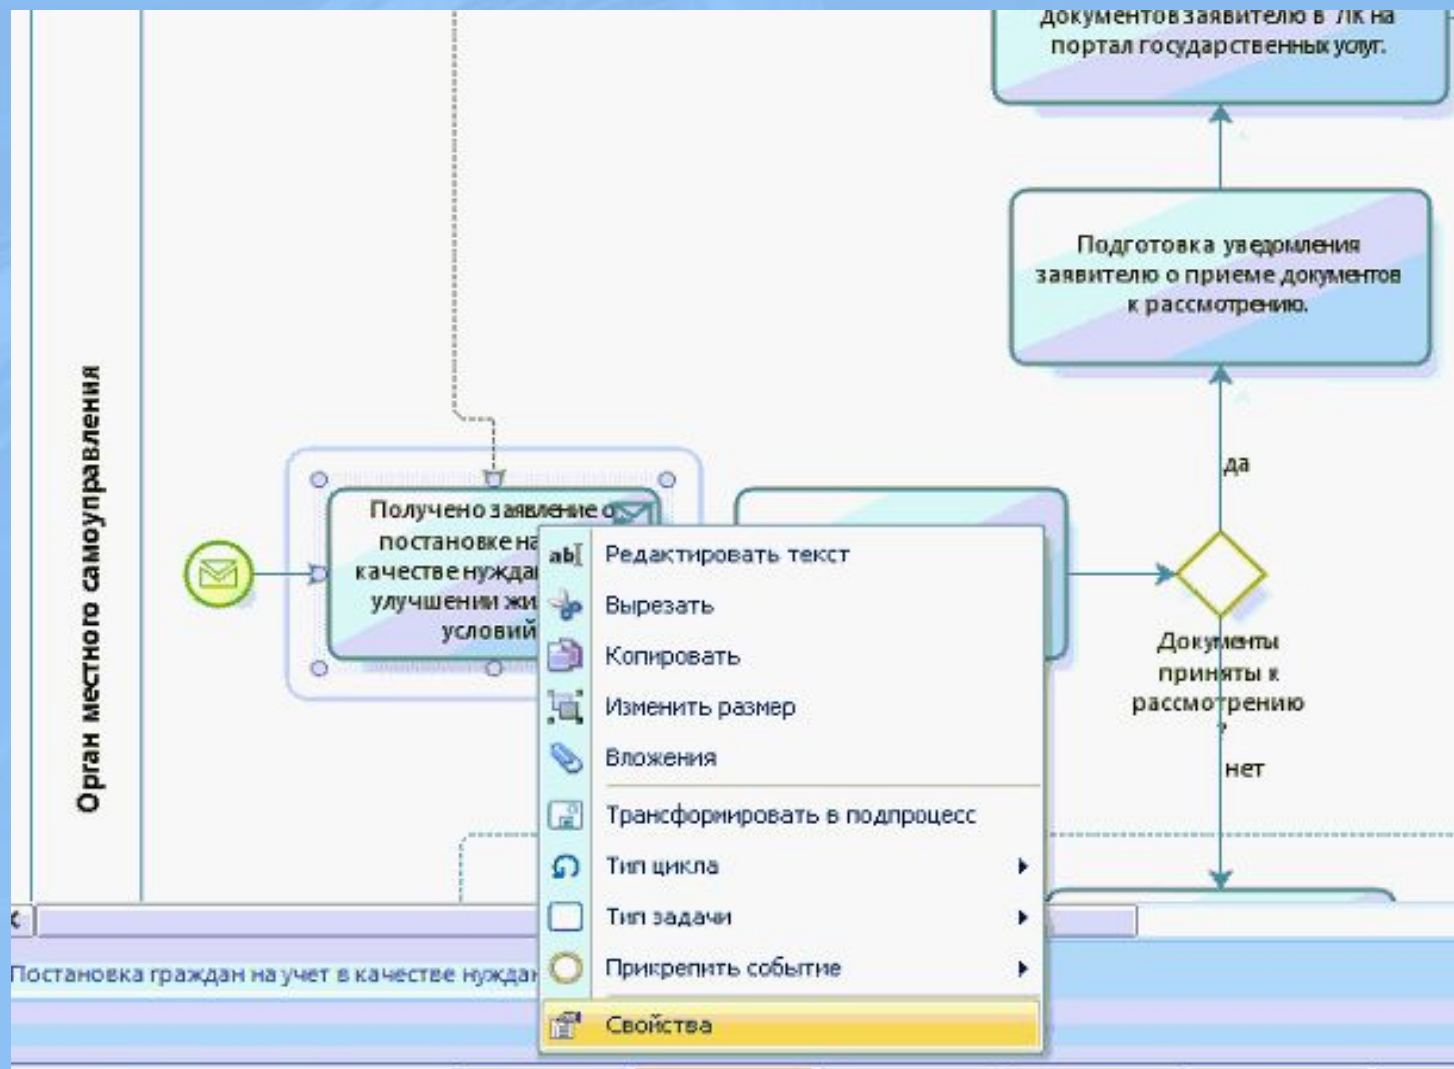 документов заявителю в ЛК на
портал государственных услуг.
Подготовка уведомления
заявителю о приеме документов
к рассмотрению.
да
Орган местного самоуправления
Получено заявление о
постановке на
качестве нужда
улучшении жи
условий
Редактировать текст
Вырезать
Копировать
Изменить размер
Вложения
Трансформировать в подпроцесс
Тип цикла
Тип задачи
Прикрепить событие
Свойства
Документы
приняты к
рассмотрению
?
нет
Постановка граждан на учет в качестве нуждан